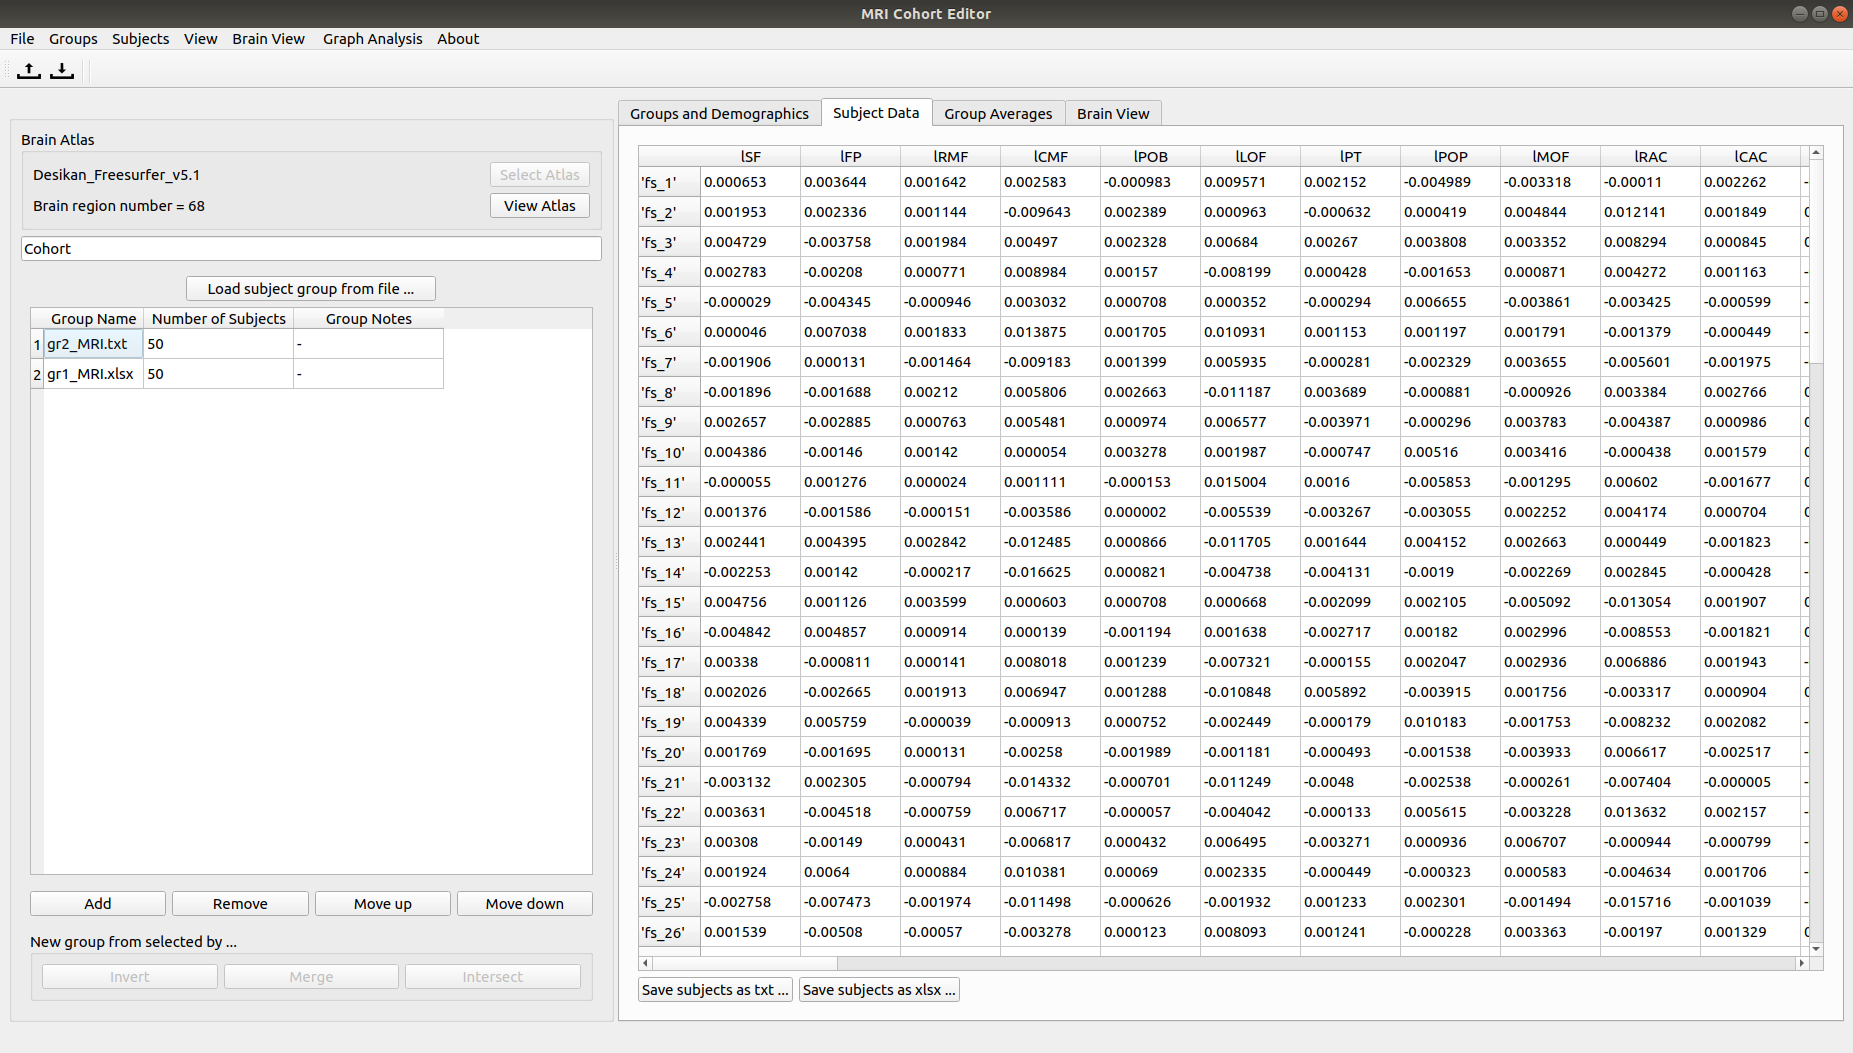 MRI Cohort Editor
File Groups Subjects View Brain View Graph Analysis About
Brain Atlas
Desikan_Freesurfer_v5.1
Select Atlas
Brain region number = 68
View Atlas
Cohort
Load subject group from file ...
Group Name Number of Subjects Group Notes
1 gr2_MRI.txt 50 -
2 gr1_MRI.xlsx 50 -
Add Remove Move up Move down
New group from selected by ...
Invert Merge Intersect
Groups and Demographics Subject Data Group Averages Brain View
lSF lFP lRMF lCMF lPOB lLOF lPT lPOP lMOF lRAC lCAC
'fs_1' 0.000653 0.003644 0.001642 0.002583 -0.000983 0.009571 0.002152 -0.004989 -0.003318 -0.00011 0.002262
'fs_2' 0.001953 0.002336 0.001144 -0.009643 0.002389 0.000963 -0.000632 0.000419 0.004844 0.012141 0.001849
'fs_3' 0.004729 -0.003758 0.001984 0.00497 0.002328 0.00684 0.00267 0.003808 0.003352 0.008294 0.000845
'fs_4' 0.002783 -0.00208 0.000771 0.008984 0.00157 -0.008199 0.000428 -0.001653 0.000871 0.004272 0.001163
'fs_5' -0.000029 -0.004345 -0.000946 0.003032 0.000708 0.000352 -0.000294 0.006655 -0.003861 -0.003425 -0.000599
'fs_6' 0.000046 0.007038 0.001833 0.013875 0.001705 0.010931 0.001153 0.001197 0.001791 -0.001379 -0.000449
'fs_7' -0.001906 0.000131 -0.001464 -0.009183 0.001399 0.005935 -0.000281 -0.002329 0.003655 -0.005601 -0.001975
'fs_8' -0.001896 -0.001688 0.00212 0.005806 0.002663 -0.011187 0.003689 -0.000881 -0.000926 0.003384 0.002766
'fs_9' 0.002657 -0.002885 0.000763 0.005481 0.000974 0.006577 -0.003971 -0.000296 0.003783 -0.004387 0.000986
'fs_10' 0.004386 -0.00146 0.00142 0.000054 0.003278 0.001987 -0.000747 0.00516 0.003416 -0.000438 0.001579
'fs_11' -0.000055 0.001276 0.000024 0.001111 -0.000153 0.015004 0.0016 -0.005853 -0.001295 0.00602 -0.001677
'fs_12' 0.001376 -0.001586 -0.000151 -0.003586 0.000002 -0.005539 -0.003267 -0.003055 0.002252 0.004174 0.000704
'fs_13' 0.002441 0.004395 0.002842 -0.012485 0.000866 -0.011705 0.001644 0.004152 0.002663 0.000449 -0.001823
'fs_14' -0.002253 0.00142 -0.000217 -0.016625 0.000821 -0.004738 -0.004131 -0.0019 -0.002269 0.002845 -0.000428
'fs_15' 0.004756 0.001126 0.003599 0.000603 0.000708 0.000668 -0.002099 0.002105 -0.005092 -0.013054 0.001907
'fs_16' -0.004842 0.004857 0.000914 0.000139 -0.001194 0.001638 -0.002717 0.00182 0.002996 -0.008553 -0.001821
'fs_17' 0.00338 -0.000811 0.000141 0.008018 0.001239 -0.007321 -0.000155 0.002047 0.002936 0.006886 0.001943
'fs_18' 0.002026 -0.002665 0.001913 0.006947 0.001288 -0.010848 0.005892 -0.003915 0.001756 -0.003317 0.000904
'fs_19' 0.004339 0.005759 -0.000039 -0.000913 0.000752 -0.002449 -0.000179 0.010183 -0.001753 -0.008232 0.002082
'fs_20' 0.001769 -0.001695 0.000131 -0.00258 -0.001989 -0.001181 -0.000493 -0.001538 -0.003933 0.006617 -0.002517
'fs_21' -0.003132 0.002305 -0.000794 -0.014332 -0.000701 -0.011249 -0.0048 -0.002538 -0.000261 -0.007404 -0.000005
'fs_22' 0.003631 -0.004518 -0.000759 0.006717 -0.000057 -0.004042 -0.000133 0.005615 -0.003228 0.013632 0.002157
'fs_23' 0.00308 -0.00149 0.000431 -0.006817 0.000432 0.006495 -0.003271 0.000936 0.006707 -0.000944 -0.000799
'fs_24' 0.001924 0.0064 0.000884 0.010381 0.00069 0.002335 -0.000449 -0.000323 0.000583 -0.004634 0.001706
'fs_25' -0.002758 -0.007473 -0.001974 -0.011498 -0.000626 -0.001932 0.001233 0.002301 -0.001494 -0.015716 -0.001039
'fs_26' 0.001539 -0.00508 -0.00057 -0.003278 0.000123 0.008093 0.001241 -0.000228 0.003363 -0.00197 0.001329
Save subjects as txt ... Save subjects as xlsx ...